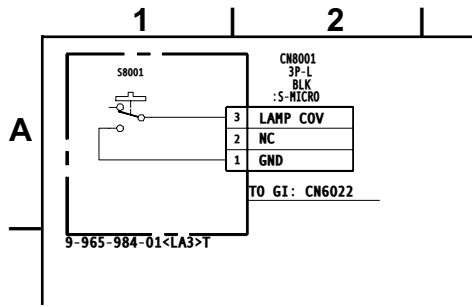 1 2
A
S8001
CN8001
3P-L
BLK
:S-MICRO
3 LAMP COV
2 NC
1 GND
TO GI: CN6022
9-965-984-01<LA3>T